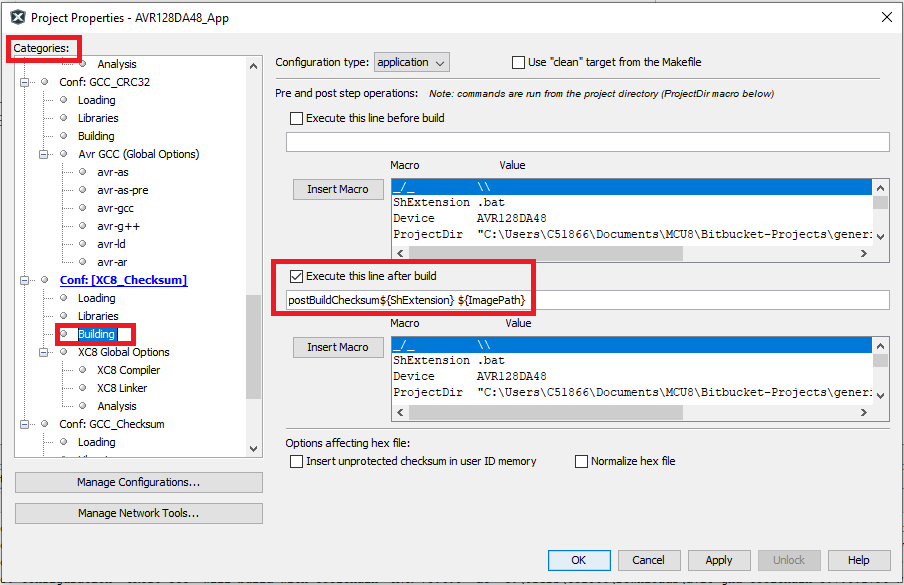 Project Properties - AVR128DA48_App
Categories:
Analysis
Conf: GCC_CRC32
Loading
Libraries
Building
Avr GCC (Global Options)
avr-as
avr-as-pre
avr-gcc
avr-g++
avr-ld
avr-ar
Conf: [XC8_Checksum]
Loading
Libraries
Building
XC8 Global Options
XC8 Compiler
XC8 Linker
Analysis
Conf: GCC_Checksum
Loading
Manage Configurations...
Manage Network Tools...
Configuration type: application Use "clean" target from the Makefile
Pre and post step operations: Note: commands are run from the project directory (ProjectDir macro below)
Execute this line before build
Macro Value
Insert Macro
_/_ \\
ShExtension .bat
Device AVR128DA48
ProjectDir "C:\Users\C51866\Documents\MCU8\Bitbucket-Projects\generi
Execute this line after build
postBuildChecksum${ShExtension} ${ImagePath}
Macro Value
Insert Macro
_/_ \\
ShExtension .bat
Device AVR128DA48
ProjectDir "C:\Users\C51866\Documents\MCU8\Bitbucket-Projects\generi
Options affecting hex file:
Insert unprotected checksum in user ID memory Normalize hex file
OK Cancel Apply Unlock Help